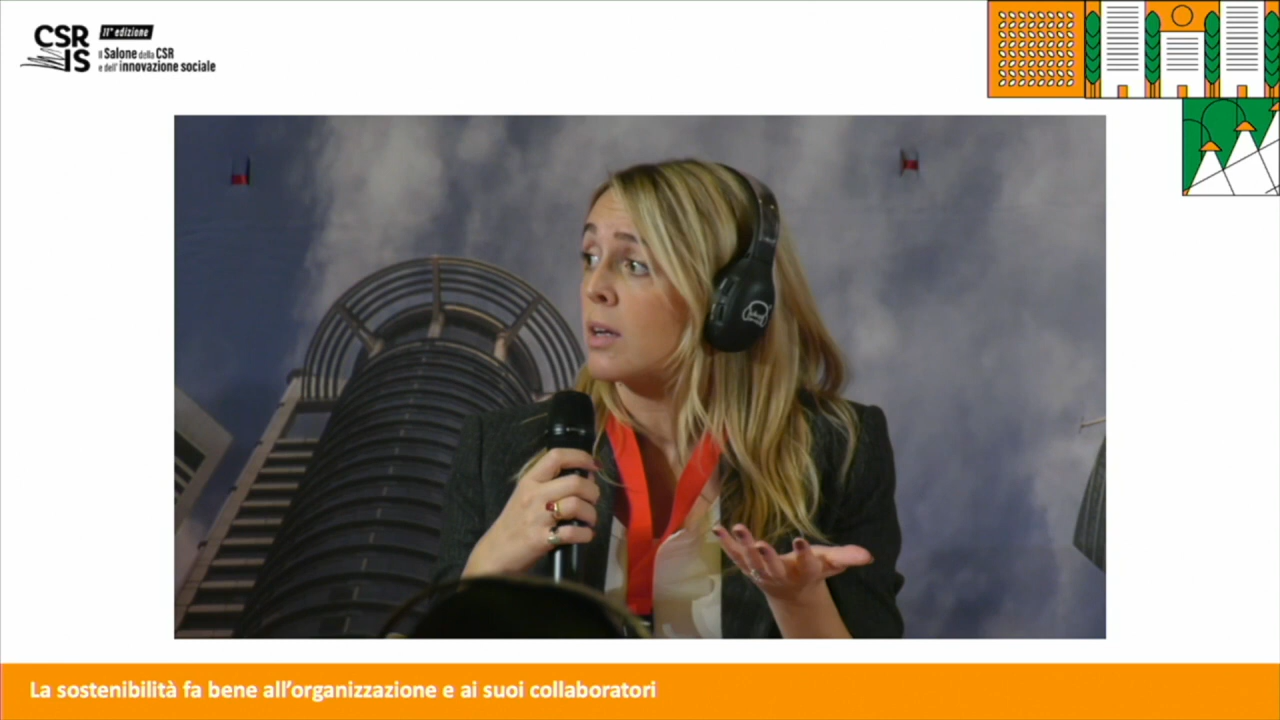 CSR
IS
11° edizione
Il Salone della CSR
e dell'innovazione sociale
La sostenibilità fa bene all'organizzazione e ai suoi collaboratori